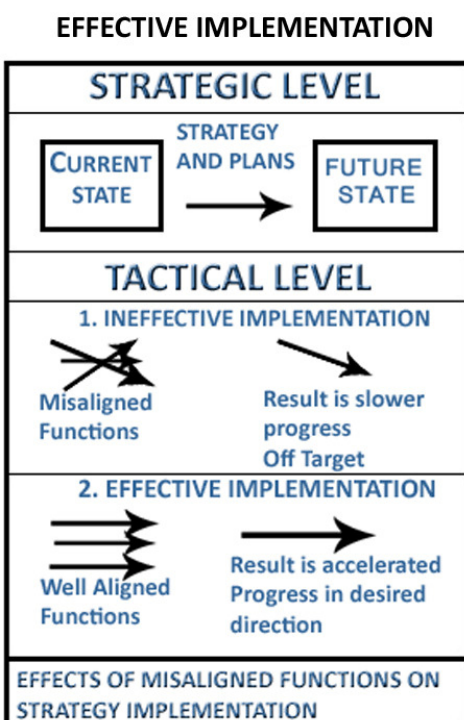 EFFECTIVE IMPLEMENTATION
STRATEGIC LEVEL
STRATEGY
AND PLANS
CURRENT
STATE
FUTURE
STATE
TACTICAL LEVEL
1. INEFFECTIVE IMPLEMENTATION
Misaligned
Functions
Result is slower
progress
Off Target
2. EFFECTIVE IMPLEMENTATION
Well Aligned
Functions
Result is accelerated
Progress in desired
direction
EFFECTS OF MISALIGNED FUNCTIONS ON
STRATEGY IMPLEMENTATION